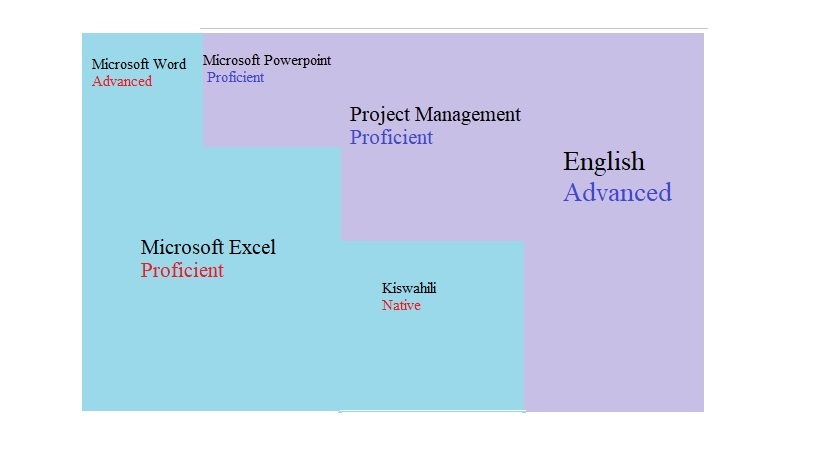 Microsoft Word
Advanced
Microsoft Powerpoint
Proficient
Project Management
Proficient
English
Advanced
Microsoft Excel
Proficient
Kiswahili
Native